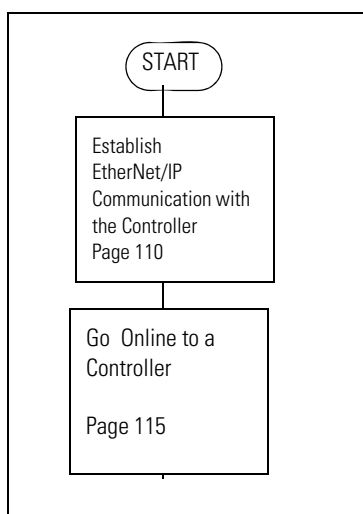 START
Establish
EtherNet/IP
Communication with
the Controller
Page 110
Go Online to a
Controller
Page 115